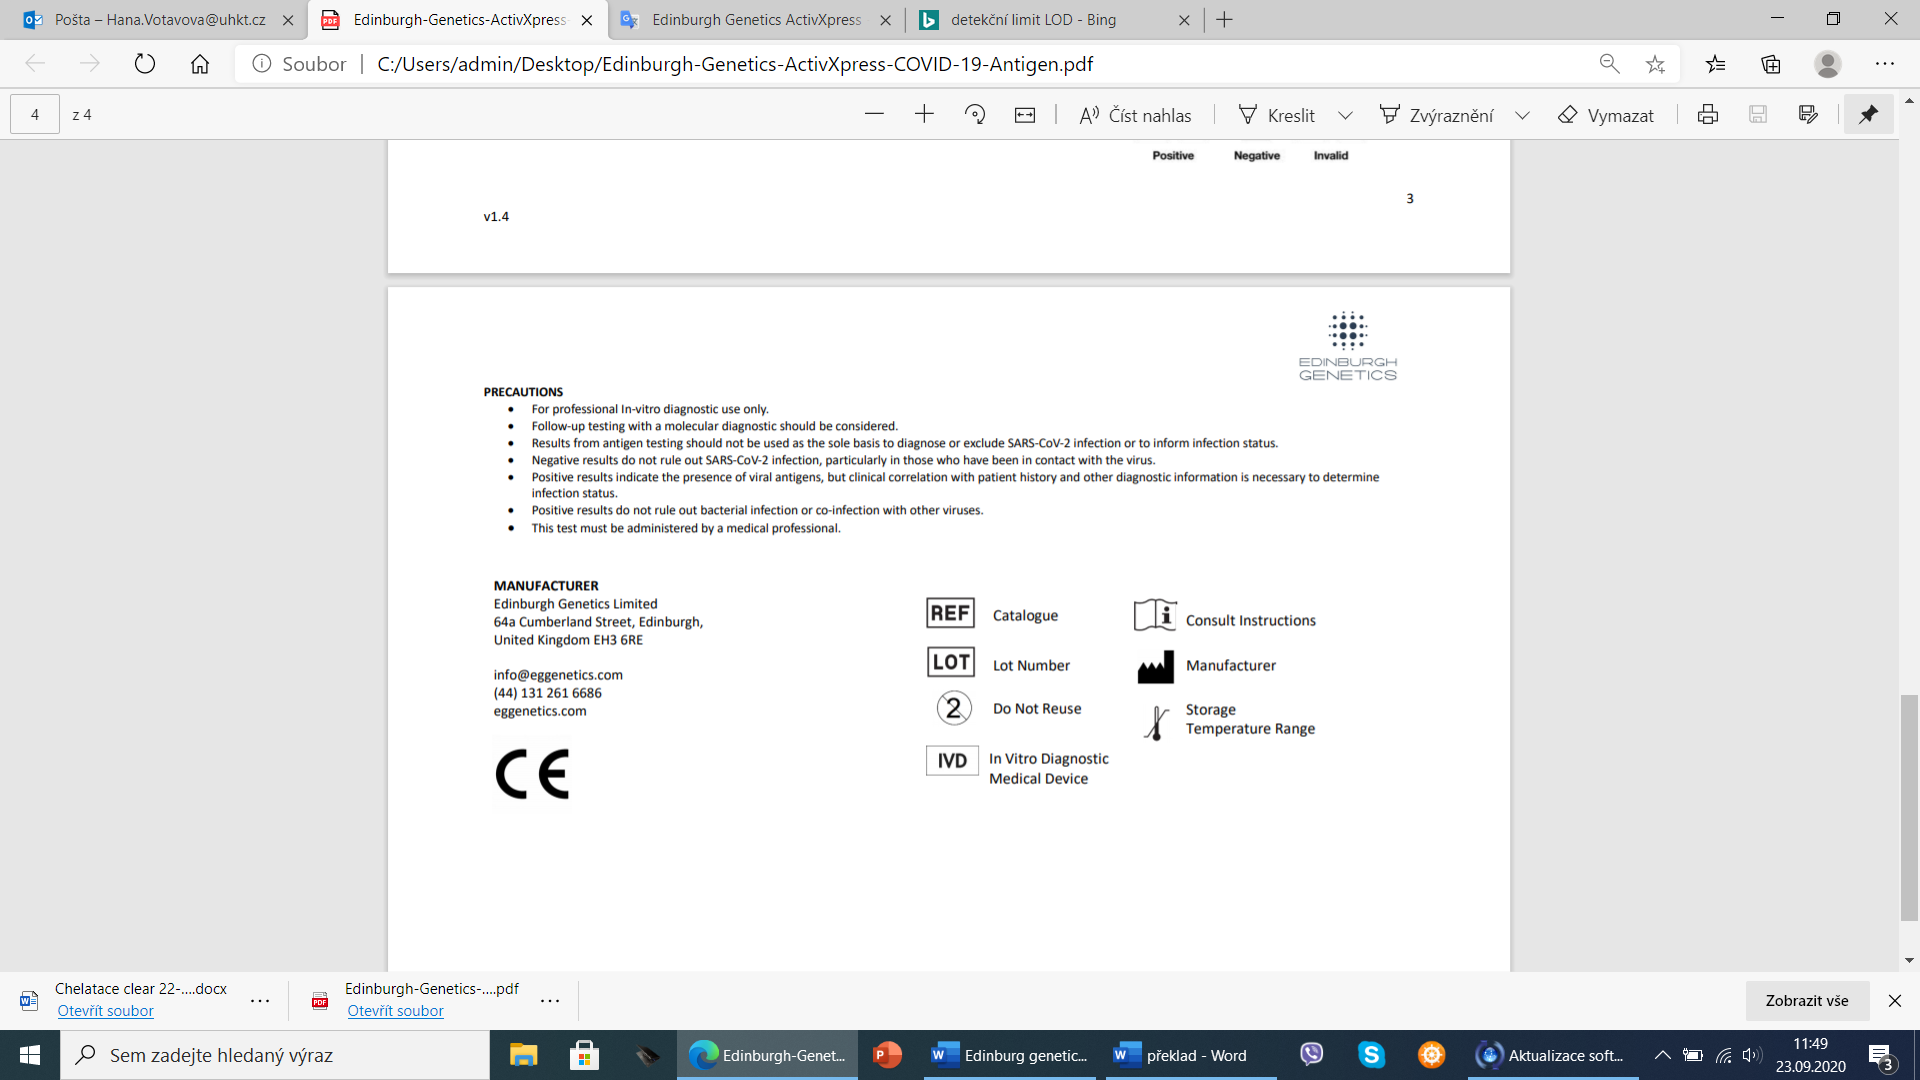 Pošta – Hana.Votavova@uhkt.cz
Edinburgh-Genetics-ActivXpress-
Edinburgh Genetics ActivXpress
detekční limit LOD - Bing
Soubor
C:/Users/admin/Desktop/Edinburgh-Genetics-ActivXpress-COVID-19-Antigen.pdf
4
z 4
Číst nahlas
Kreslit
Zvýraznění
Vymazat
Positive
Negative
Invalid
3
v1.4
EDINBURGH
GENETICS
PRECAUTIONS
• For professional In-vitro diagnostic use only.
• Follow-up testing with a molecular diagnostic should be considered.
• Results from antigen testing should not be used as the sole basis to diagnose or exclude SARS-CoV-2 infection or to inform infection status.
• Negative results do not rule out SARS-CoV-2 infection, particularly in those who have been in contact with the virus.
• Positive results indicate the presence of viral antigens, but clinical correlation with patient history and other diagnostic information is necessary to determine
infection status.
• Positive results do not rule out bacterial infection or co-infection with other viruses.
• This test must be administered by a medical professional.
MANUFACTURER
Edinburgh Genetics Limited
64a Cumberland Street, Edinburgh,
United Kingdom EH3 6RE
info@eggenetics.com
(44) 131 261 6686
eggenetics.com
CE
REF Catalogue
LOT Lot Number
2 Do Not Reuse
IVD In Vitro Diagnostic
Medical Device
i Consult Instructions
Manufacturer
Storage
Temperature Range
Chelatace clear 22-....docx
Otevřít soubor
Edinburgh-Genetics-....pdf
Otevřít soubor
Zobrazit vše
Sem zadejte hledaný výraz
Edinburgh-Genet...
Edinburg genetic...
překlad - Word
Aktualizace soft...
11:49
23.09.2020
3